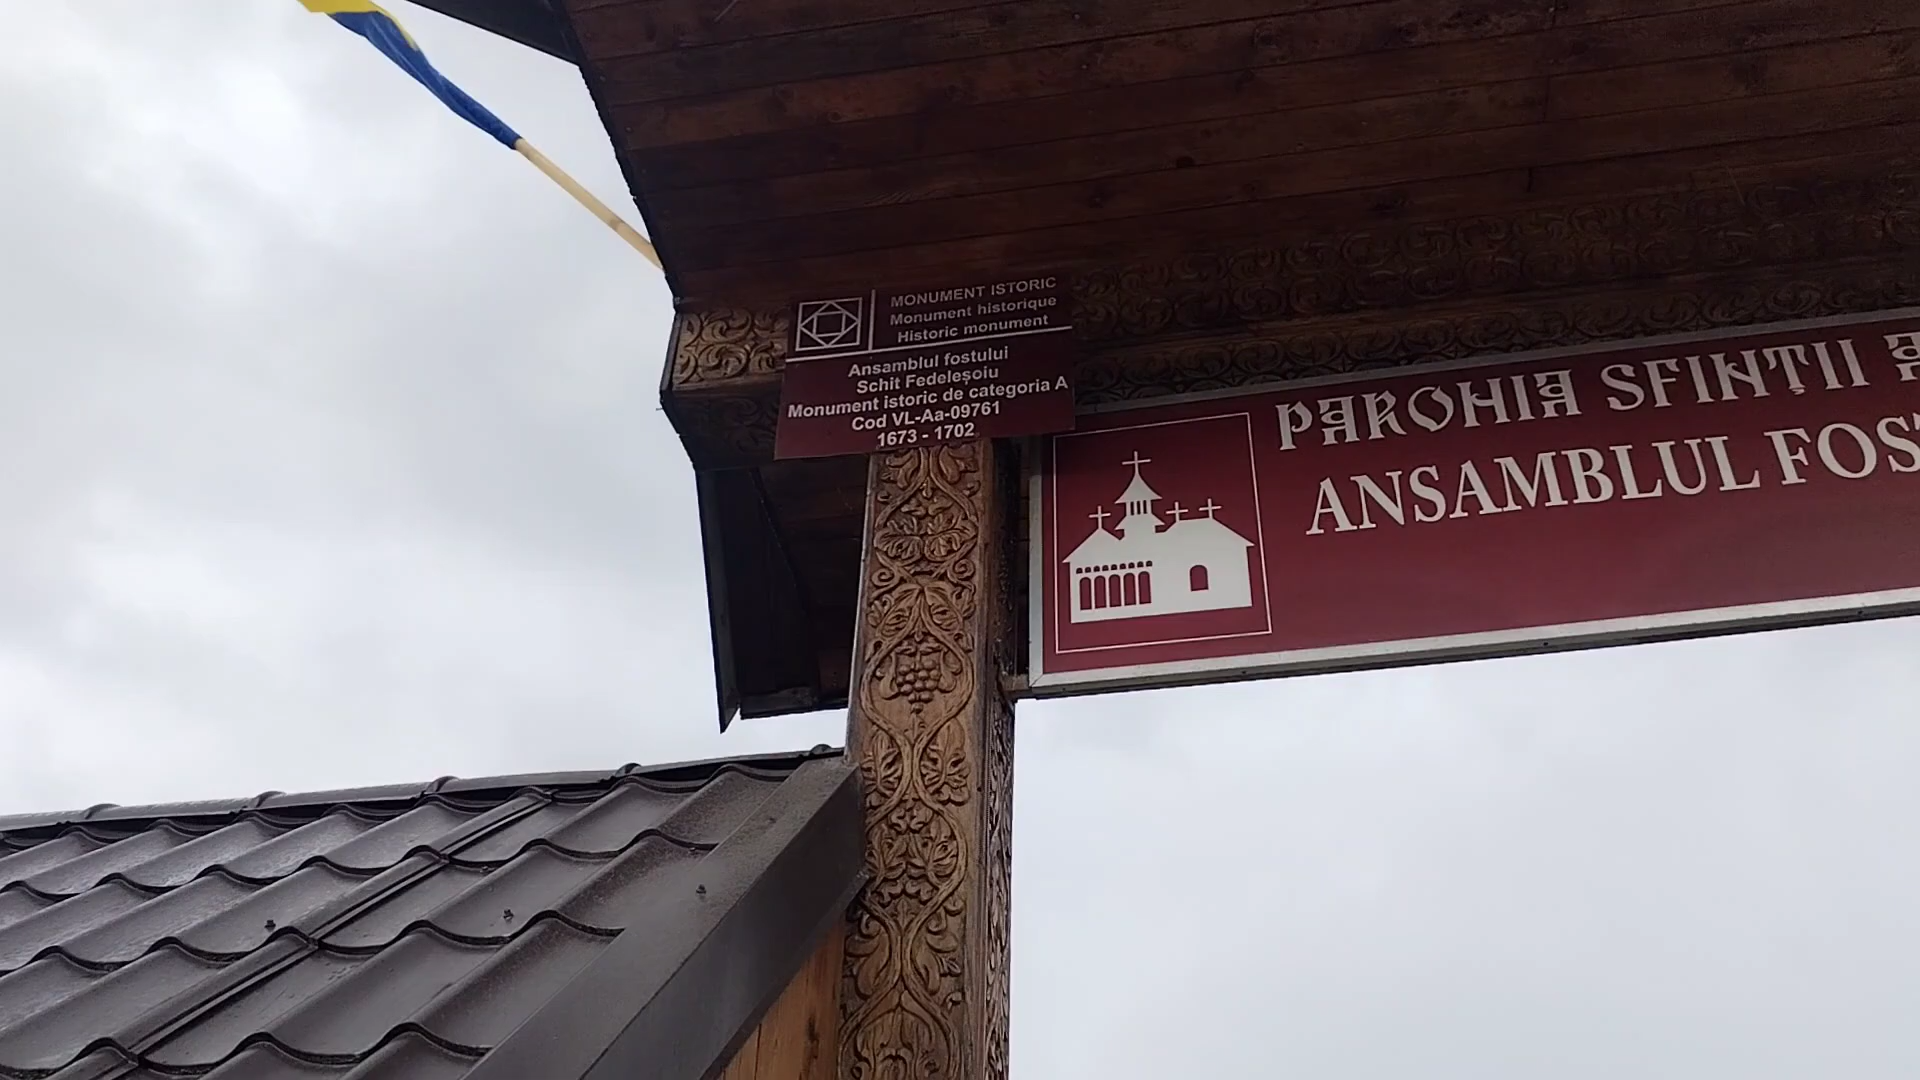 MONUMENT ISTORIC
Monument historique
Historic monument
Ansamblul fostului
Schit Fedeleșoiu
Monument istoric de categoria A
Cod VL-Aa-09761
1673 - 1702
PAROHIA SFINȚII
ANSAMBLUL